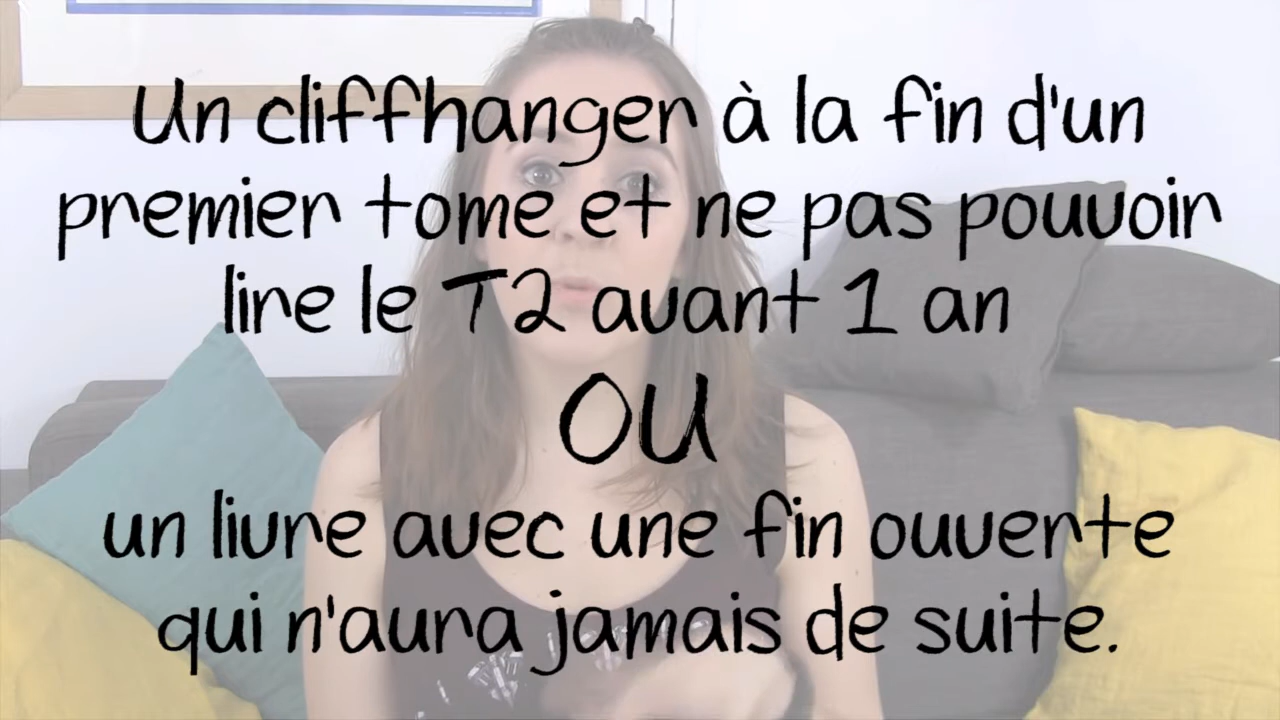 Un cliffhanger à la fin d'un
premier tome et ne pas pouvoir
lire le T2 avant 1 an
OU
un livre avec une fin ouverte
qui n'aura jamais de suite.